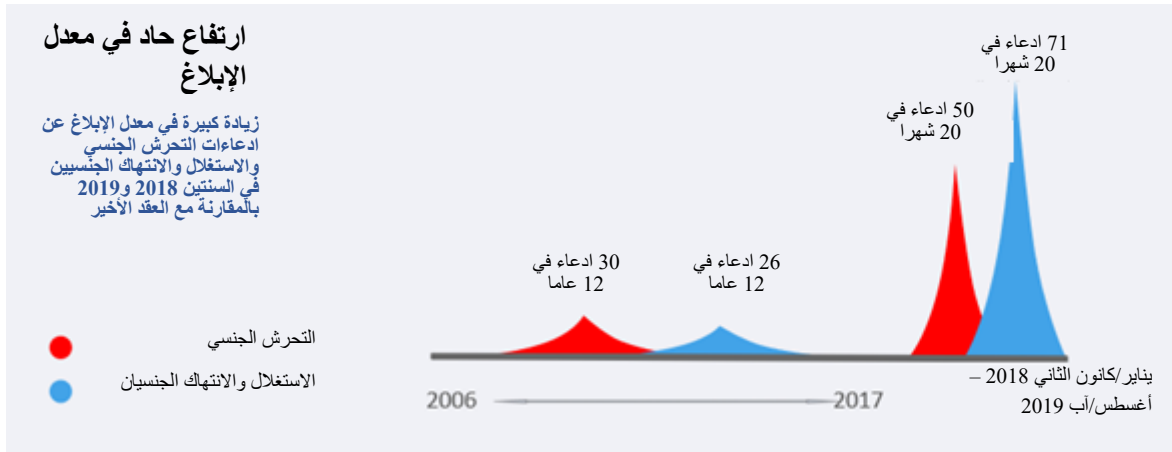 ارتفاع حاد في معدل
الإبلاغ
زيادة كبيرة في معدل الإبلاغ عن
ادعاءات التحرش الجنسي
والاستغلال والانتهاك الجنسيين
في السنتين 2018 و2019
بالمقارنة مع العقد الأخير
71 ادعاء في
20 شهرا
50 ادعاء في
20 شهرا
26 ادعاء في
12 عاما
30 ادعاء في
12 عاما
التحرش الجنسي
الاستغلال والانتهاك الجنسيان
2006
2017
يناير/كانون الثاني 2018 –
أغسطس/آب 2019